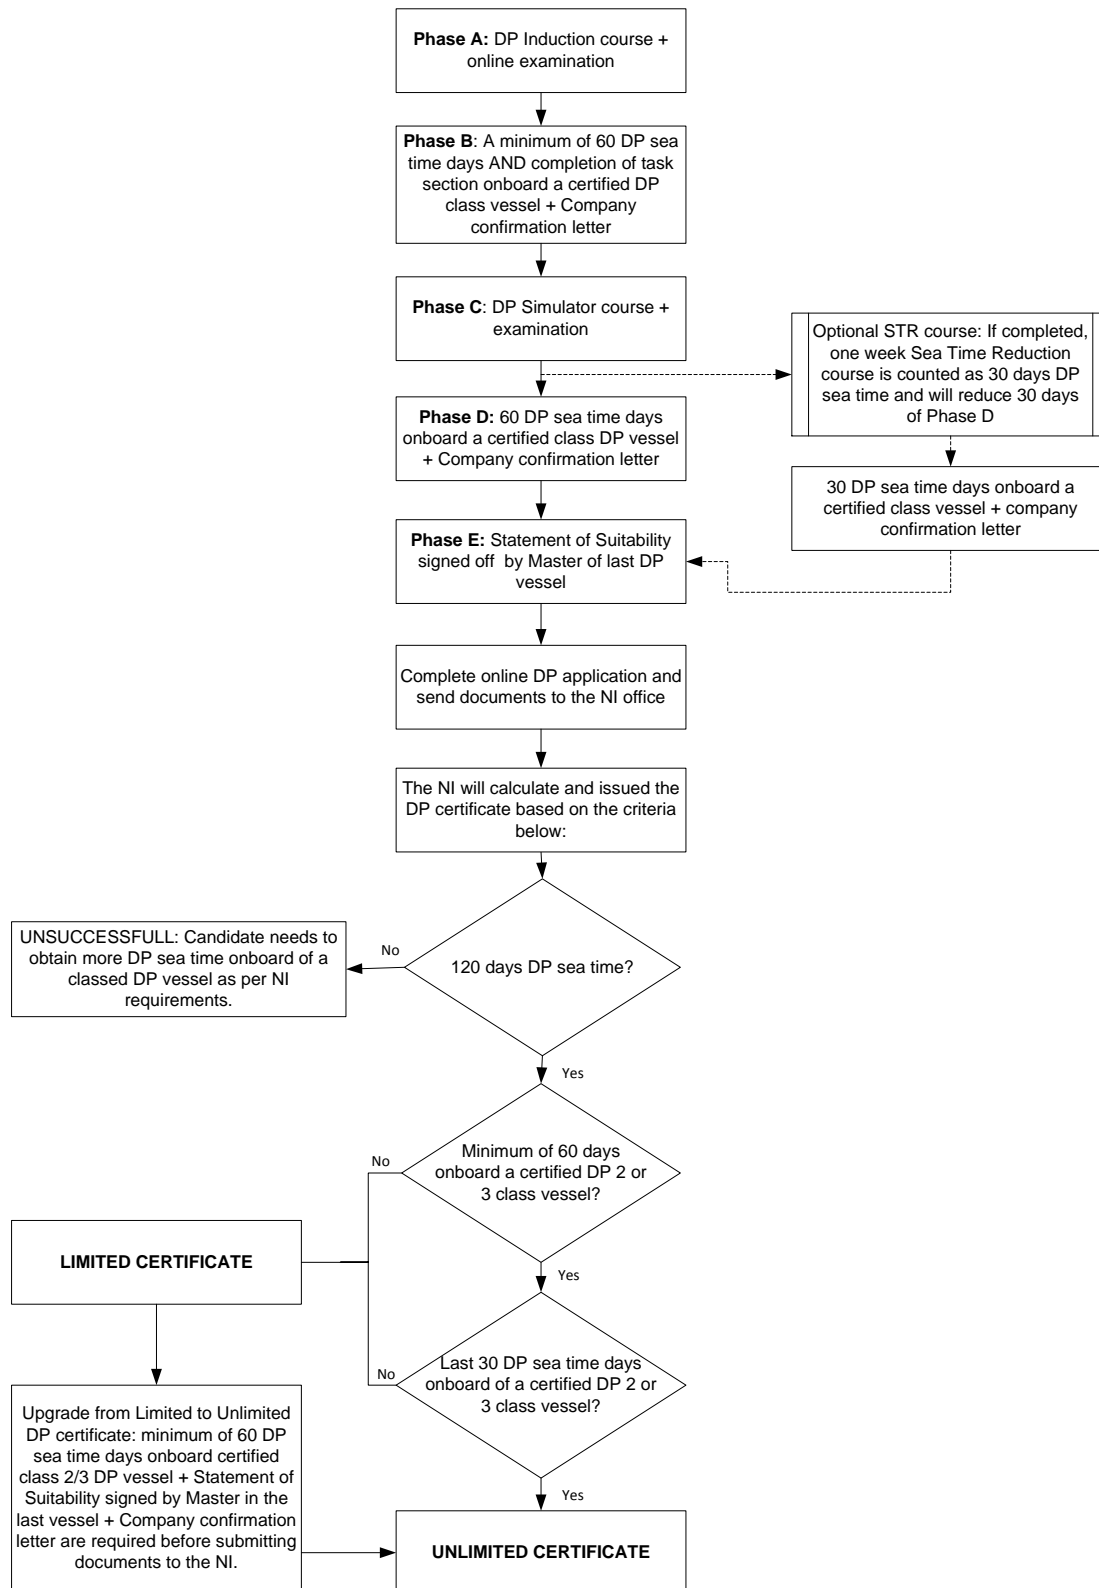 Phase A: DP Induction course +
online examination
Phase B: A minimum of 60 DP sea
time days AND completion of task
section onboard a certified DP
class vessel + Company
confirmation letter
Phase C: DP Simulator course +
examination
Optional STR course: If completed,
one week Sea Time Reduction
course is counted as 30 days DP
sea time and will reduce 30 days
of Phase D
Phase D: 60 DP sea time days
onboard a certified class DP vessel
+ Company confirmation letter
30 DP sea time days onboard a
certified class vessel + company
confirmation letter
Phase E: Statement of Suitability
signed off  by Master of last DP
vessel
Complete online DP application and
send documents to the NI office
The NI will calculate and issued the
DP certificate based on the criteria
below:
120 days DP sea time?
No
UNSUCCESSFULL: Candidate needs to
obtain more DP sea time onboard of a
classed DP vessel as per NI
requirements.
Yes
Minimum of 60 days
onboard a certified DP 2 or
3 class vessel?
No
LIMITED CERTIFICATE
Yes
Last 30 DP sea time days
onboard of a certified DP 2 or
3 class vessel?
No
Upgrade from Limited to Unlimited
DP certificate: minimum of 60 DP
sea time days onboard certified
class 2/3 DP vessel + Statement of
Suitability signed by Master in the
last vessel + Company confirmation
letter are required before submitting
documents to the NI.
Yes
UNLIMITED CERTIFICATE